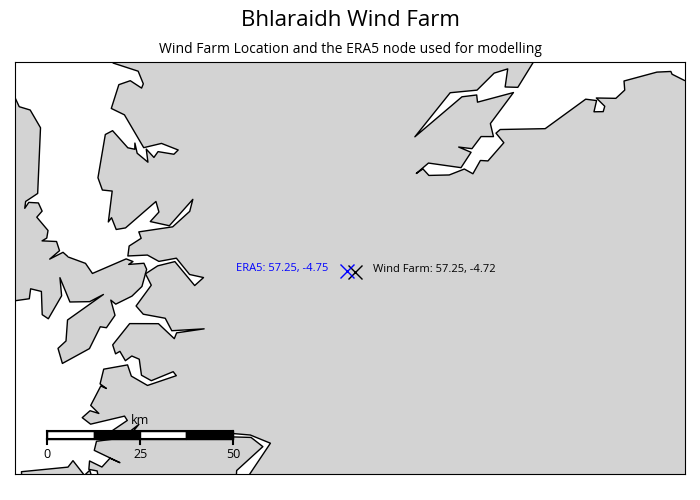 Bhlaraidh Wind Farm
Wind Farm Location and the ERA5 node used for modelling
ERA5: 57.25, -4.75
Wind Farm: 57.25, -4.72
km
0 25 50